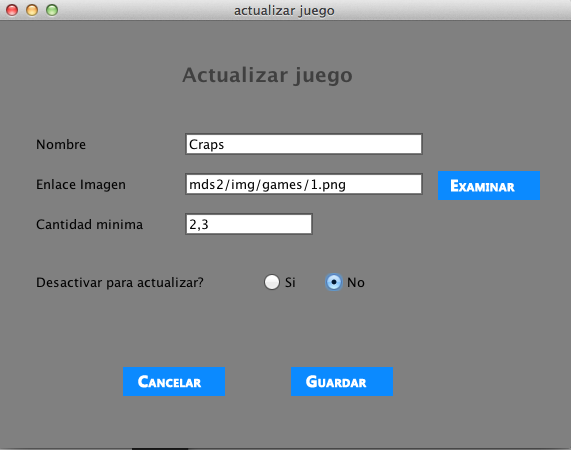 actualizar juego
Actualizar juego
Nombre Craps
Enlace Imagen mds2/img/games/1.png EXAMINAR
Cantidad minima 2,3
Desactivar para actualizar? Si No
CANCELAR GUARDAR